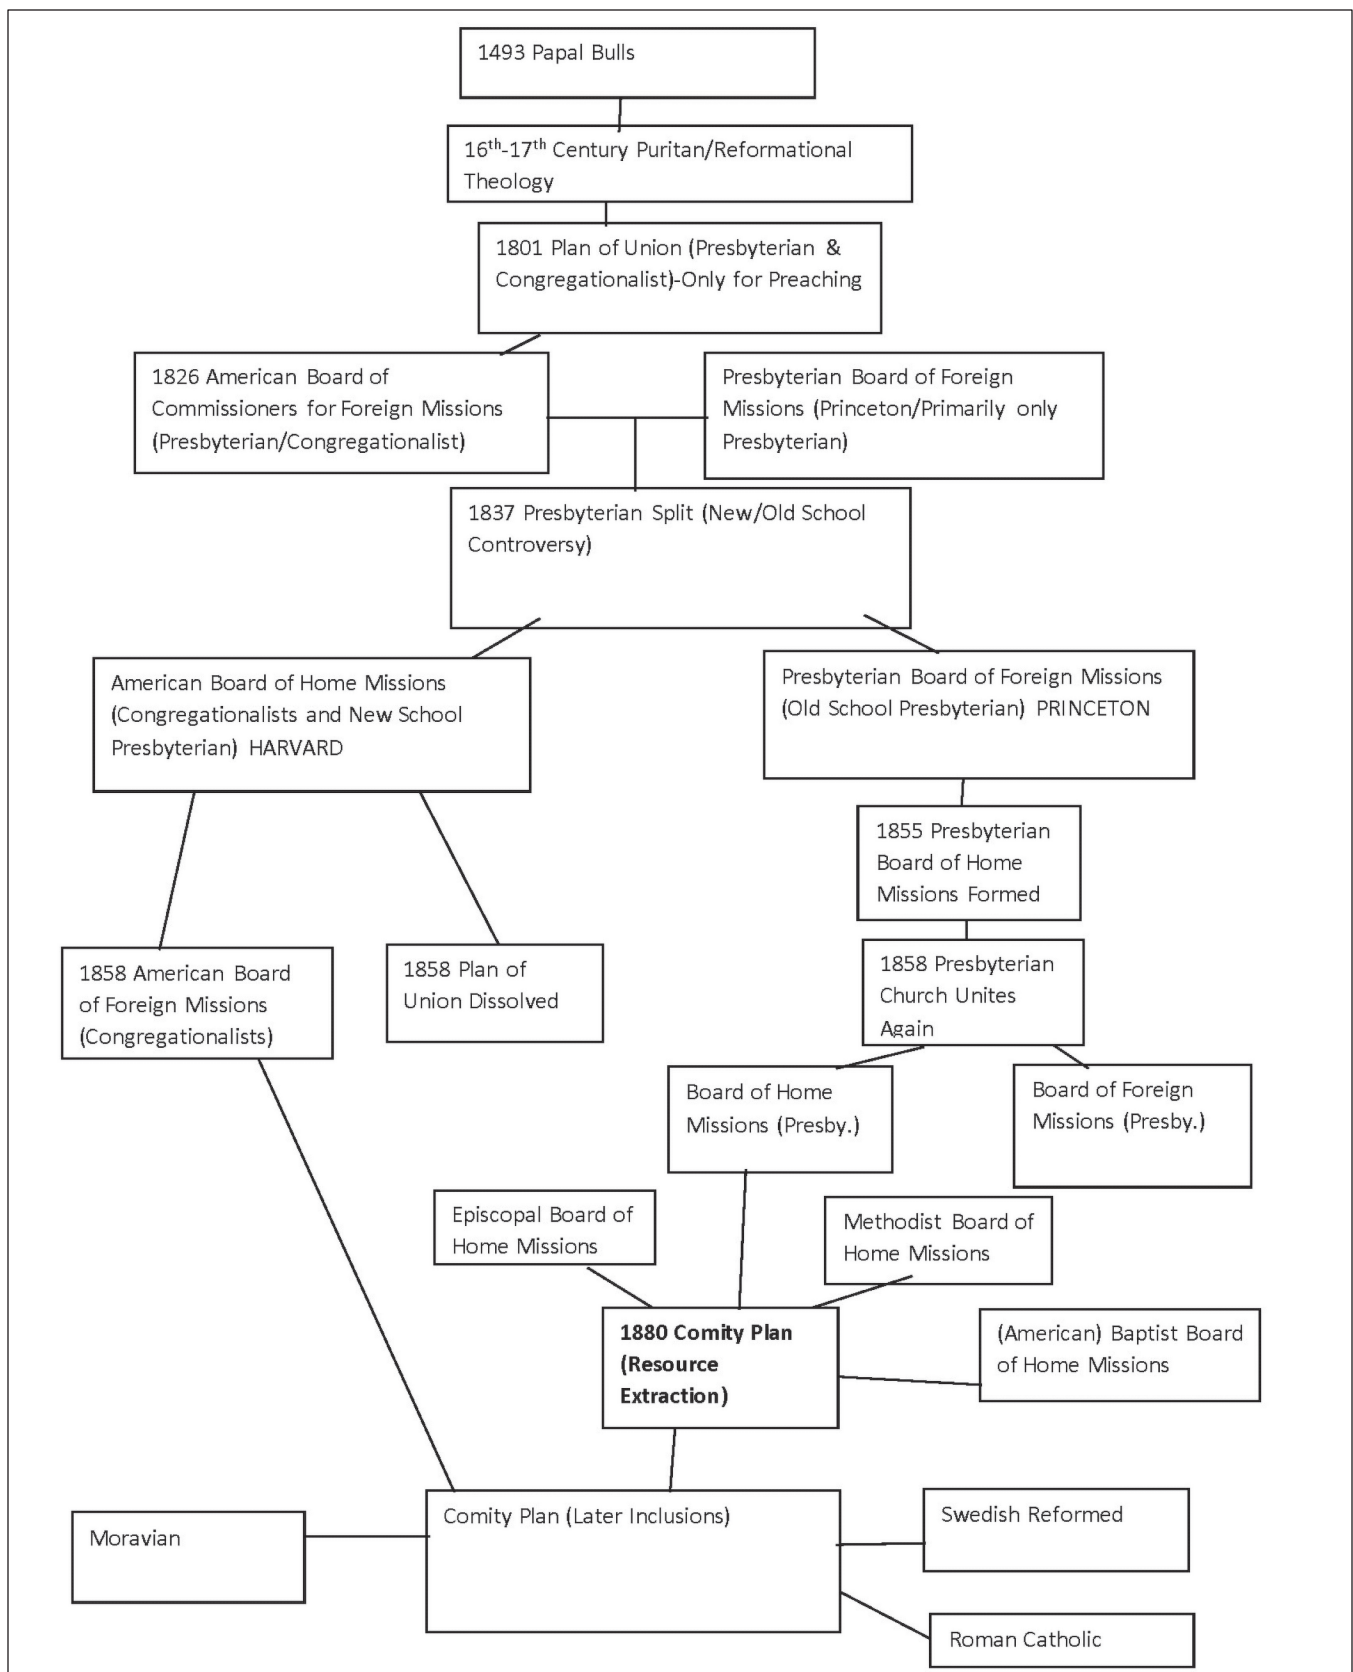 1493 Papal Bulls
16th-17th Century Puritan/Reformational
Theology
1801 Plan of Union (Presbyterian &
Congregationalist)-Only for Preaching
1826 American Board of
Commissioners for Foreign Missions
(Presbyterian/Congregationalist)
Presbyterian Board of Foreign
Missions (Princeton/Primarily only
Presbyterian)
1837 Presbyterian Split (New/Old School
Controversy)
American Board of Home Missions
(Congregationalists and New School
Presbyterian) HARVARD
Presbyterian Board of Foreign Missions
(Old School Presbyterian) PRINCETON
1855 Presbyterian
Board of Home
Missions Formed
1858 American Board
of Foreign Missions
(Congregationalists)
1858 Plan of
Union Dissolved
1858 Presbyterian
Church Unites
Again
Board of Home
Missions (Presby.)
Board of Foreign
Missions (Presby.)
Episcopal Board of
Home Missions
Methodist Board of
Home Missions
1880 Comity Plan
(Resource
Extraction)
(American) Baptist Board
of Home Missions
Comity Plan (Later Inclusions)
Moravian
Swedish Reformed
Roman Catholic